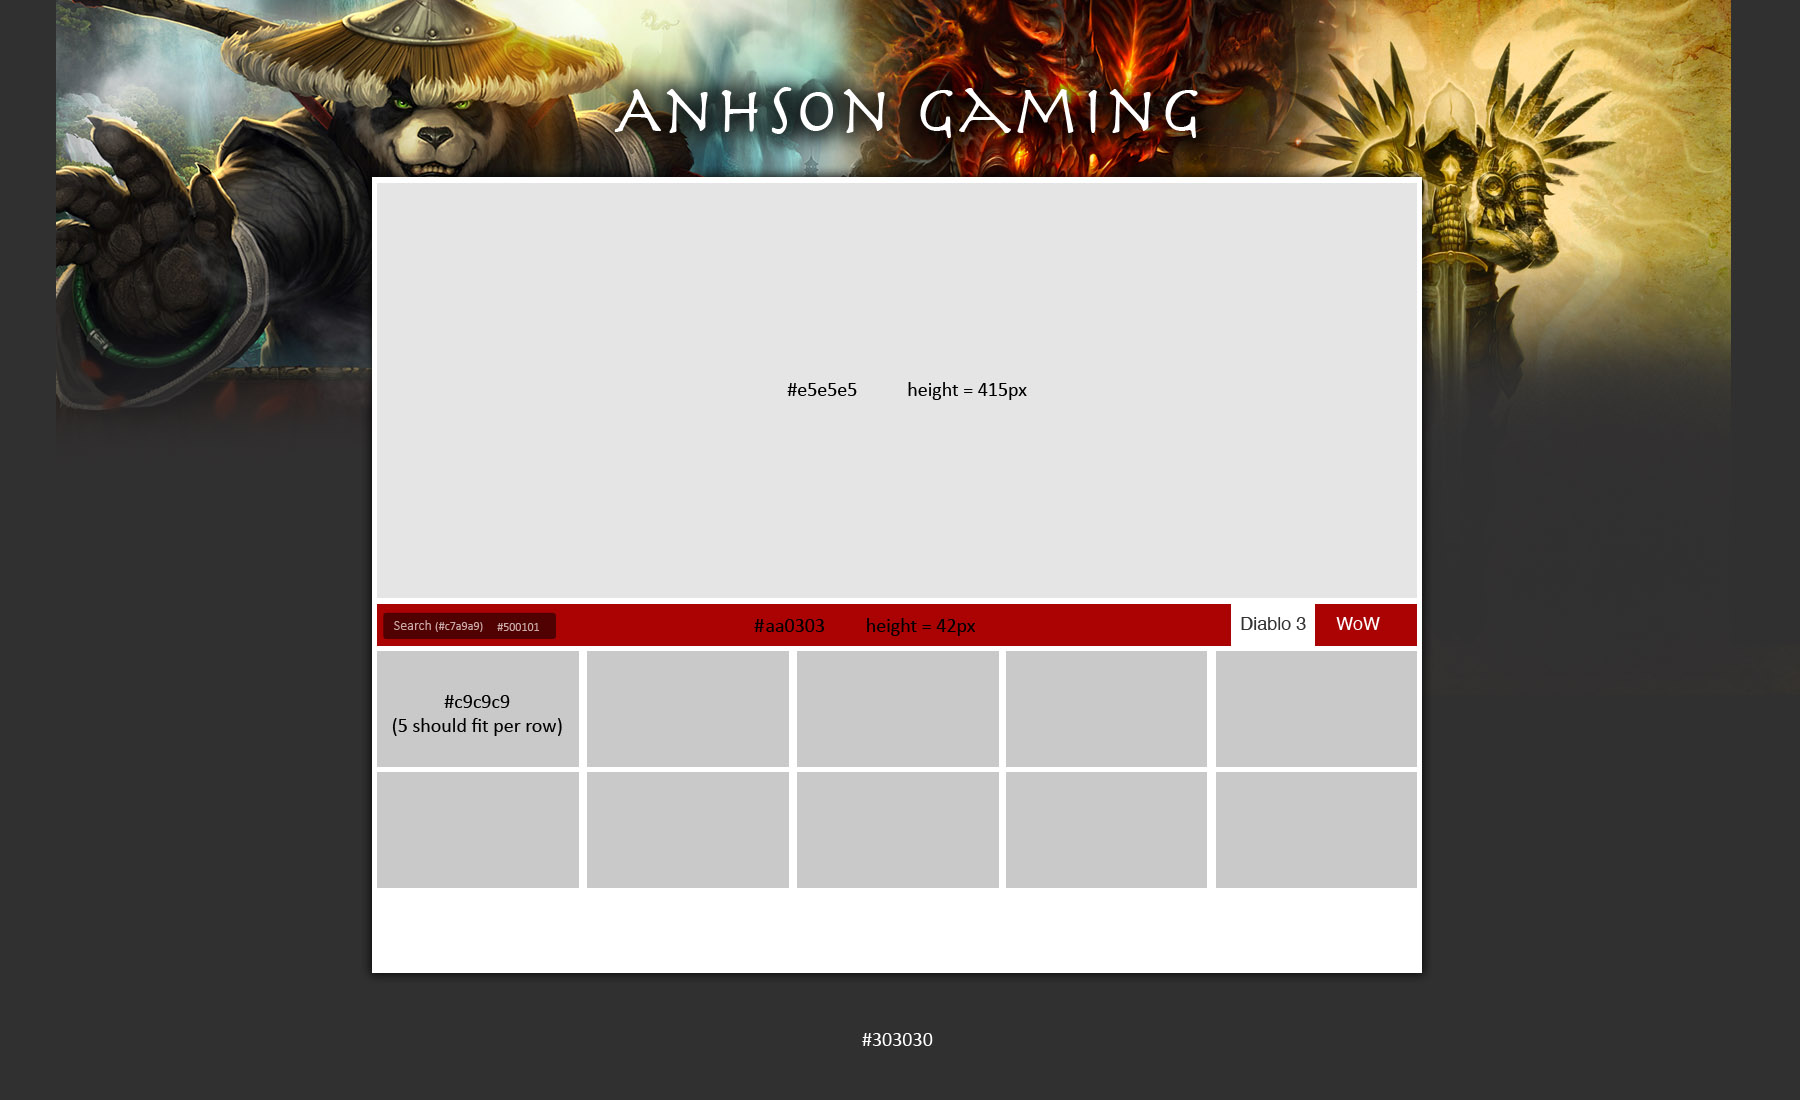 ANHSON GAMING
#e5e5e5 height = 415px
Search (#c7a9a9) #500101 #aa0303 height = 42px Diablo 3 WoW
#c9c9c9
(5 should fit per row)
#303030